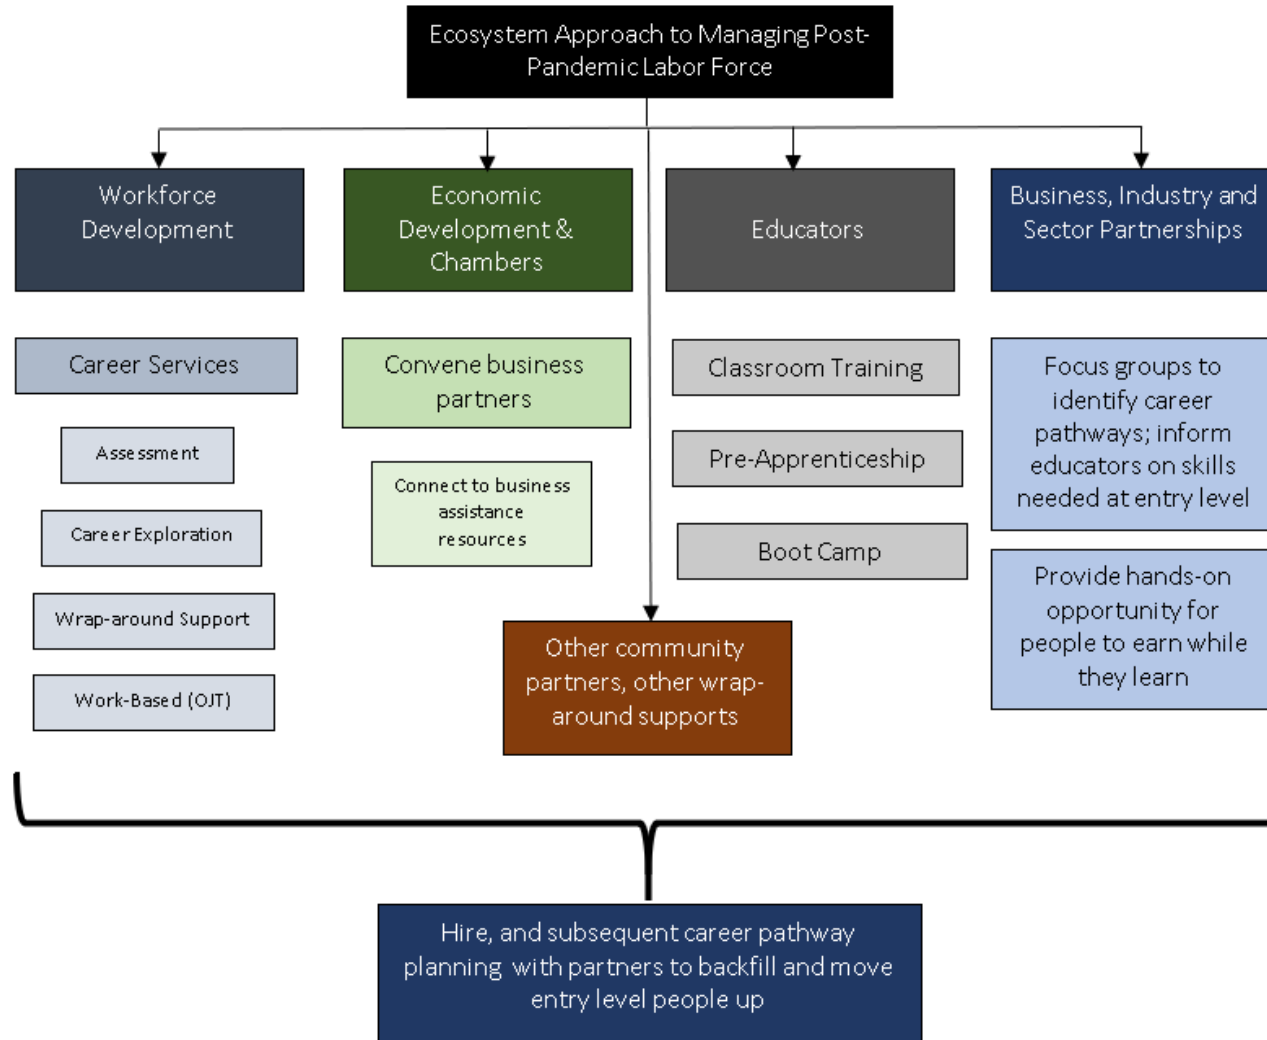 Ecosystem Approach to Managing Post-
Pandemic Labor Force
Workforce
Development
Economic
Development &
Chambers
Educators
Business, Industry and
Sector Partnerships
Career Services
Assessment
Career Exploration
Wrap-around Support
Work-Based (OJT)
Convene business
partners
Connect to business
assistance
resources
Classroom Training
Pre-Apprenticeship
Boot Camp
Focus groups to
identify career
pathways; inform
educators on skills
needed at entry level
Provide hands-on
opportunity for
people to earn while
they learn
Other community
partners, other wrap-
around supports
Hire, and subsequent career pathway
planning with partners to backfill and move
entry level people up